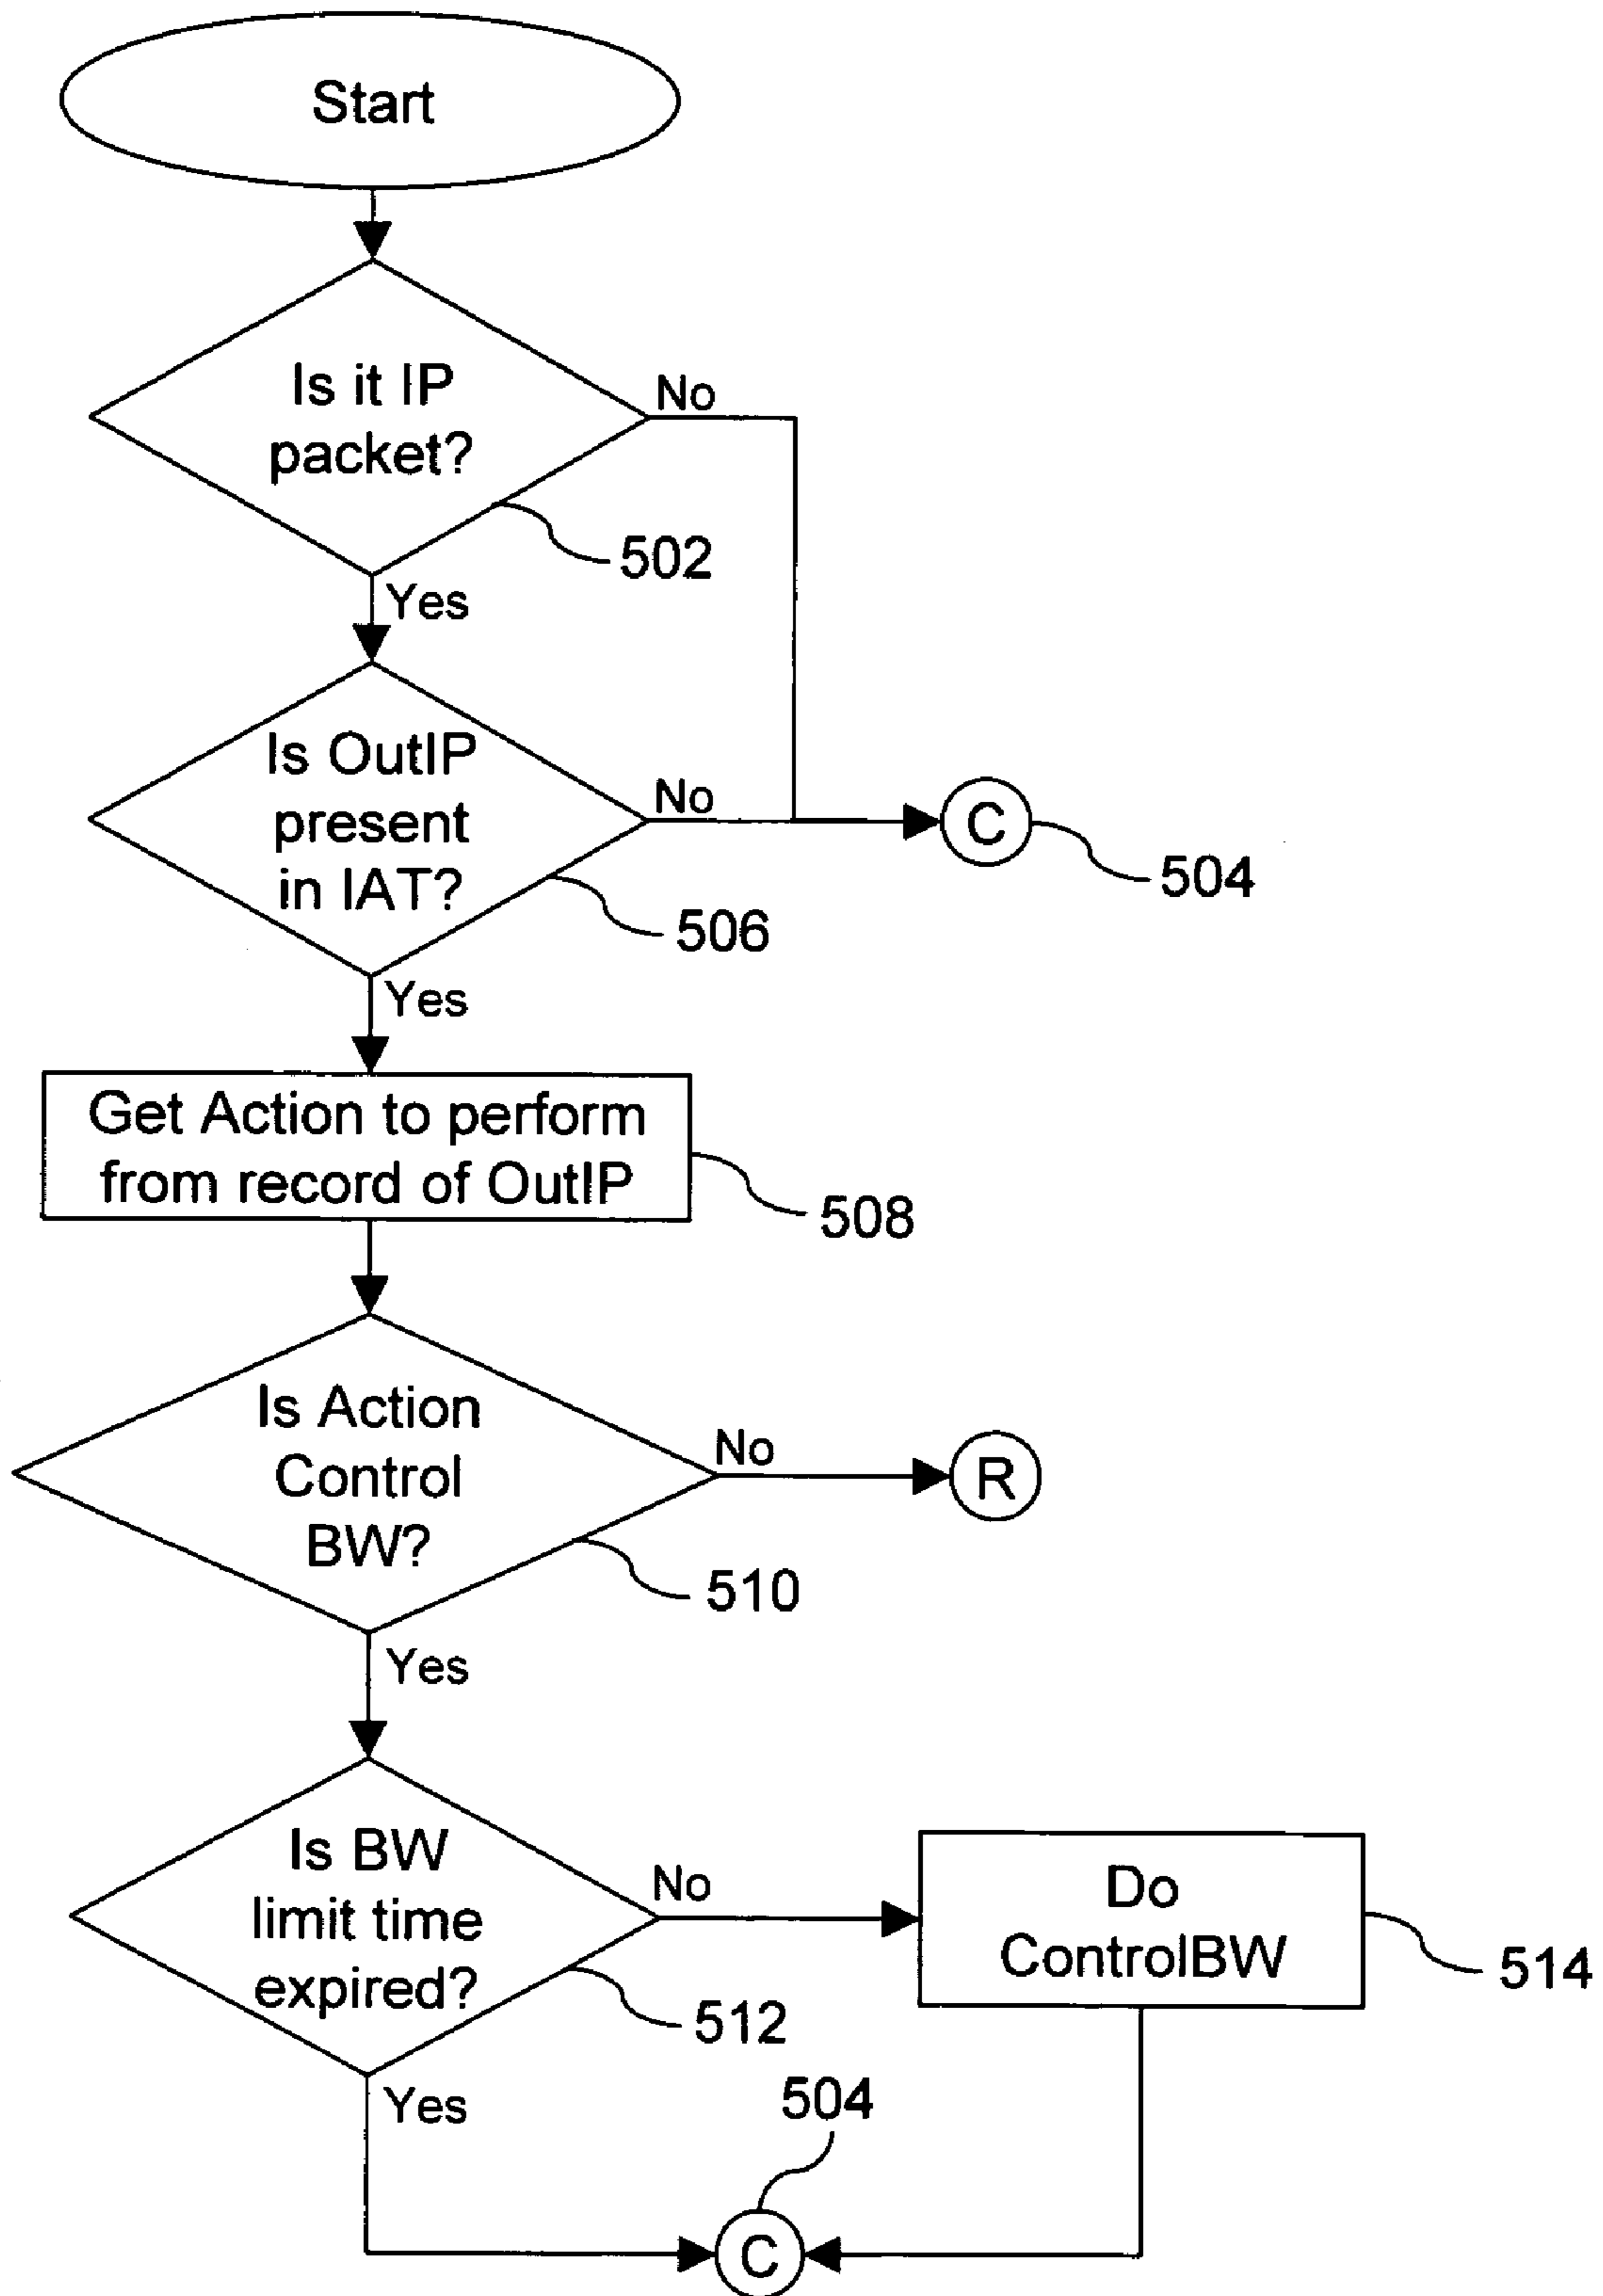 Start
Is it IP
packet?
No
502
Yes
Is OutIP
present
in IAT?
No
C
504
506
Yes
Get Action to perform
from record of OutIP
508
Is Action
Control
BW?
No
R
510
Yes
Is BW
limit time
expired?
No
Do
ControlBW
514
512
Yes
504
C